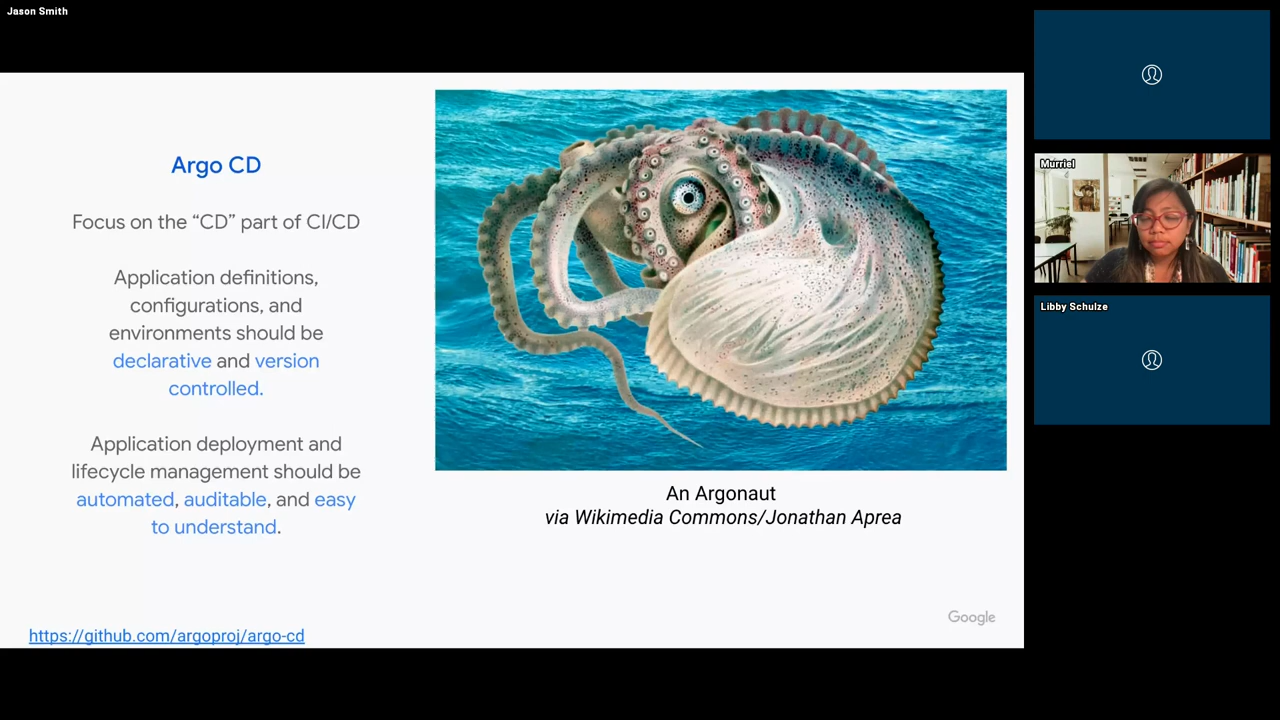 Jason Smith
Argo CD
Focus on the “CD” part of CI/CD
Application definitions,
configurations, and
environments should be
declarative and version
controlled.
Application deployment and
lifecycle management should be
automated, auditable, and easy
to understand.
https://github.com/argoproj/argo-cd
An Argonaut
via Wikimedia Commons/Jonathan Aprea
Google
Murriel
Libby Schulze